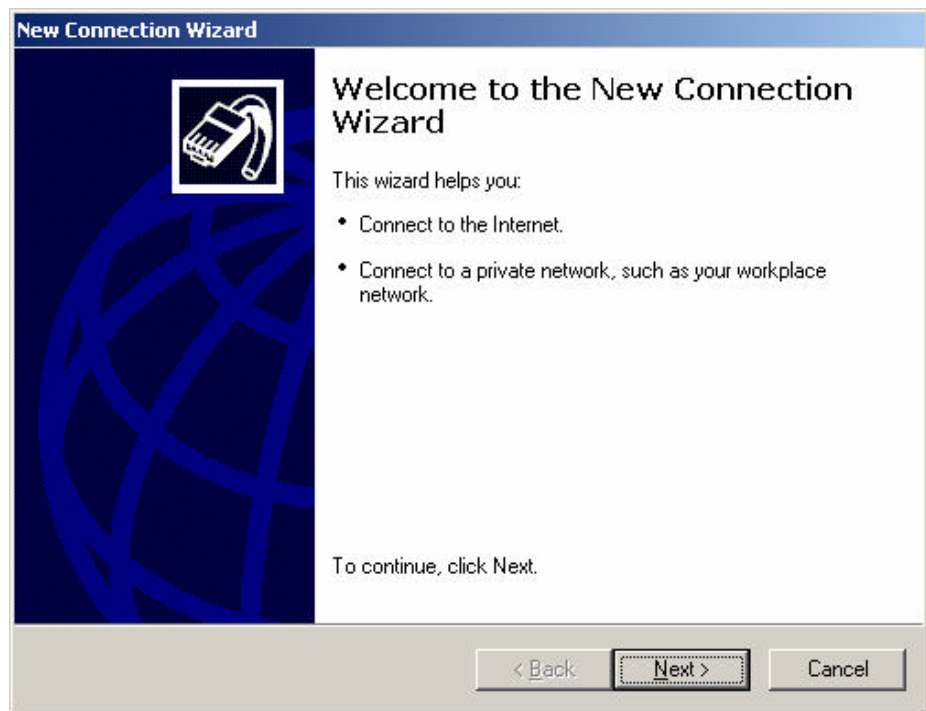 New Connection Wizard
Welcome to the New Connection
Wizard
This wizard helps you:
• Connect to the Internet.
• Connect to a private network, such as your workplace
network.
To continue, click Next.
< Back
Next >
Cancel